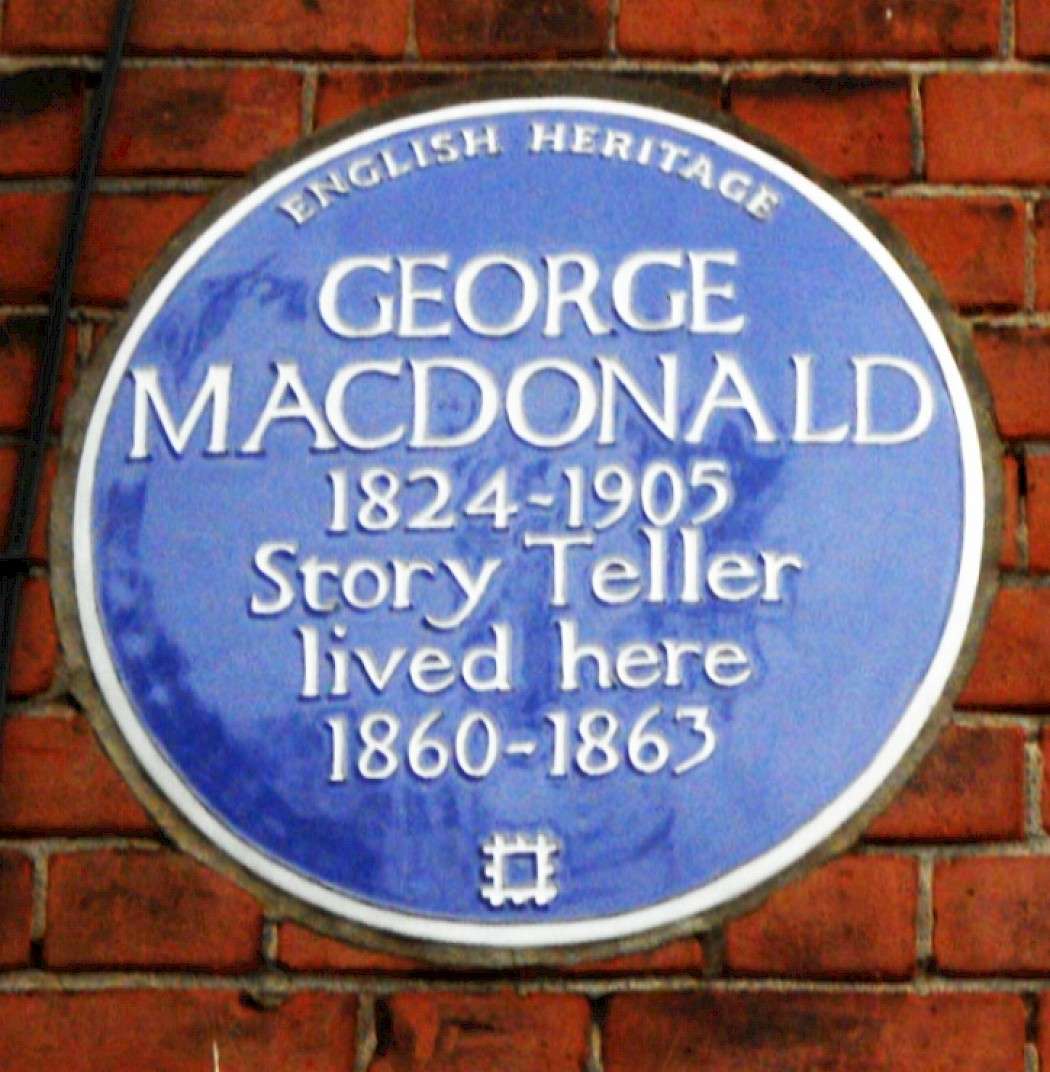 ENGLISH HERITAGE
GEORGE
MACDONALD
1824-1905
Story Teller
lived here
1860-1863